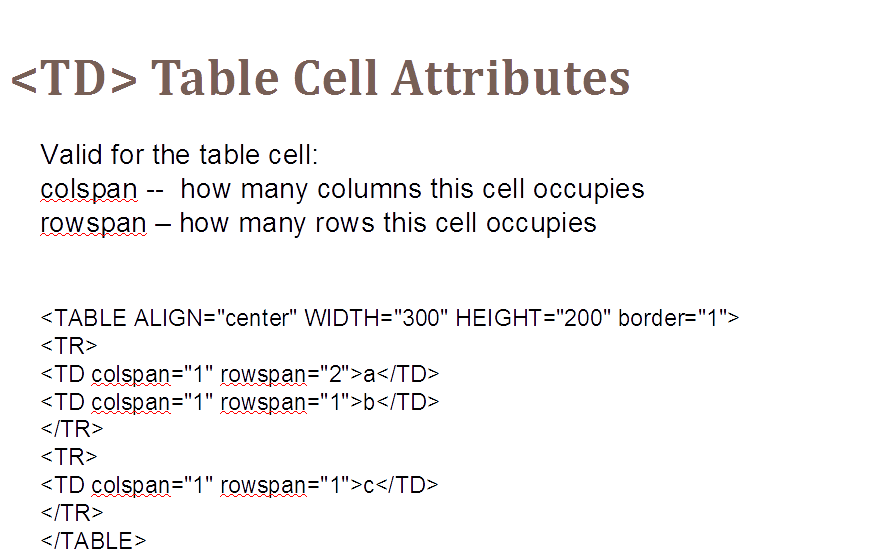 <TD> Table Cell Attributes
Valid for the table cell:
colspan -- how many columns this cell occupies
rowspan – how many rows this cell occupies
<TABLE ALIGN="center" WIDTH="300" HEIGHT="200" border="1">
<TR>
<TD colspan="1" rowspan="2">a</TD>
<TD colspan="1" rowspan="1">b</TD>
</TR>
<TR>
<TD colspan="1" rowspan="1">c</TD>
</TR>
</TABLE>